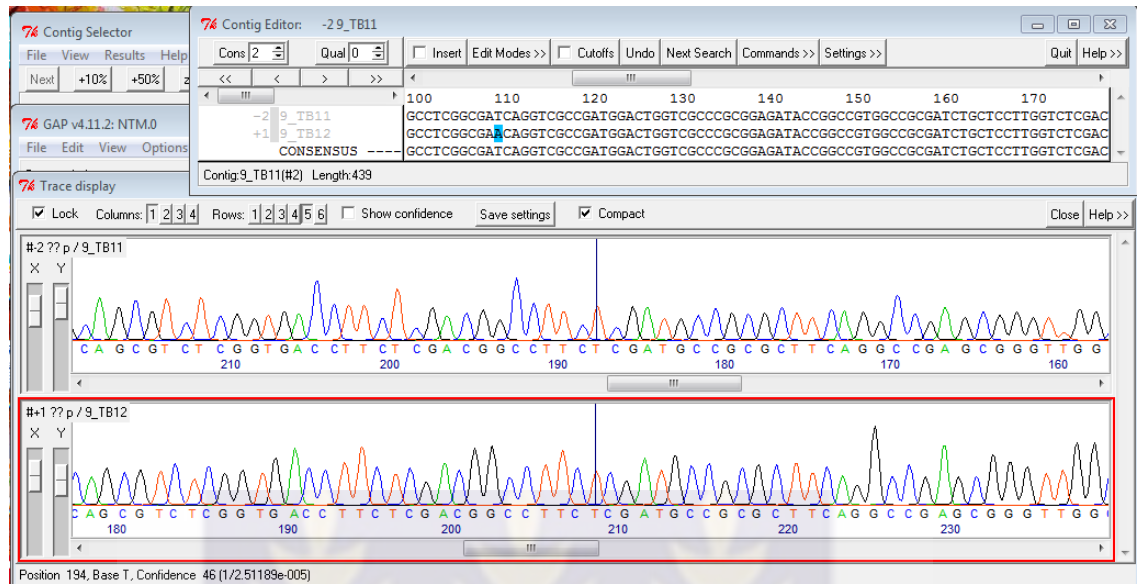 Contig Selector
File View Results Help
Next +10% +50% z
GAP v4.11.2: NTM.0
File Edit View Options
Contig Editor: -2 9_TB11
Cons 2 Qual 0 Insert Edit Modes >> Cutoffs Undo Next Search Commands >> Settings >> Quit Help >>
<< < > >>
100 110 120 130 140 150 160 170
-2 9_TB11 GCCTCGGCGATCAGGTCGCCGATGGACTGGTCGCCCGCGGAGATACCGGCCGTGGCCGCGATCTGCTCCTTGGTCTCGAC
+1 9_TB12 GCCTCGGCGAACAGGTCGCCGATGGACTGGTCGCCCGCGGAGATACCGGCCGTGGCCGCGATCTGCTCCTTGGTCTCGAC
CONSENSUS ---- GCCTCGGCGATCAGGTCGCCGATGGACTGGTCGCCCGCGGAGATACCGGCCGTGGCCGCGATCTGCTCCTTGGTCTCGAC
Contig:9_TB11(#2) Length:439
Trace display
Lock Columns: 1 2 3 4 Rows: 1 2 3 4 5 6 Show confidence Save settings Compact Close Help >>
#-2 ?? p / 9_TB11
X Y
C A G C G T C T C G G T G A C C T T C T C G A C G G C C T T C T C G A T G C C G C G C T T C A G G C C G A G C G G G T T G G
210 200 190 180 170 160
#+1 ?? p / 9_TB12
X Y
C A G C G T C T C G G T G A C C T T C T C G A C G G C C T T C T C G A T G C C G C G C T T C A G G C C G A G C G G G T T G G
180 190 200 210 220 230
Position 194, Base T, Confidence 46 (1/2.51189e-005)